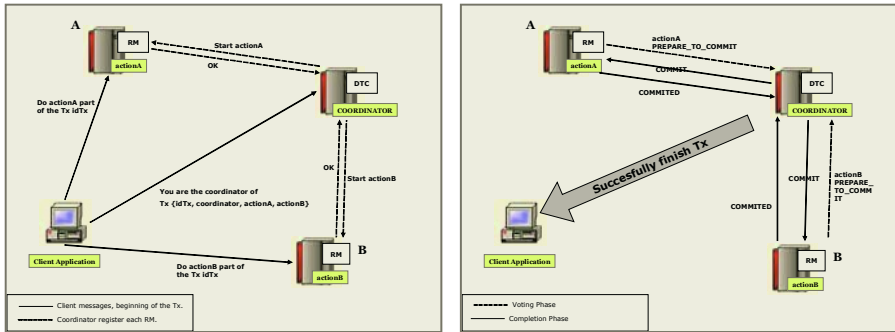 A
RM
actionA
Start actionA
OK
DTC
COORDINATOR
Do actionA part
of the Tx idTx
OK
Start actionB
You are the coordinator of
Tx {idTx, coordinator, actionA, actionB}
Client Application
Do actionB part
of the Tx idTx
B
RM
actionB
Client messages, beginning of the Tx.
Coordinator register each RM.
A
RM
actionA
actionA
PREPARE_TO_COMMIT
COMMIT
COMMITED
DTC
COORDINATOR
Succesfully finish Tx
COMMITED
COMMIT
actionB
PREPARE_
TO_COMM
IT
Client Application
B
RM
actionB
Voting Phase
Completion Phase